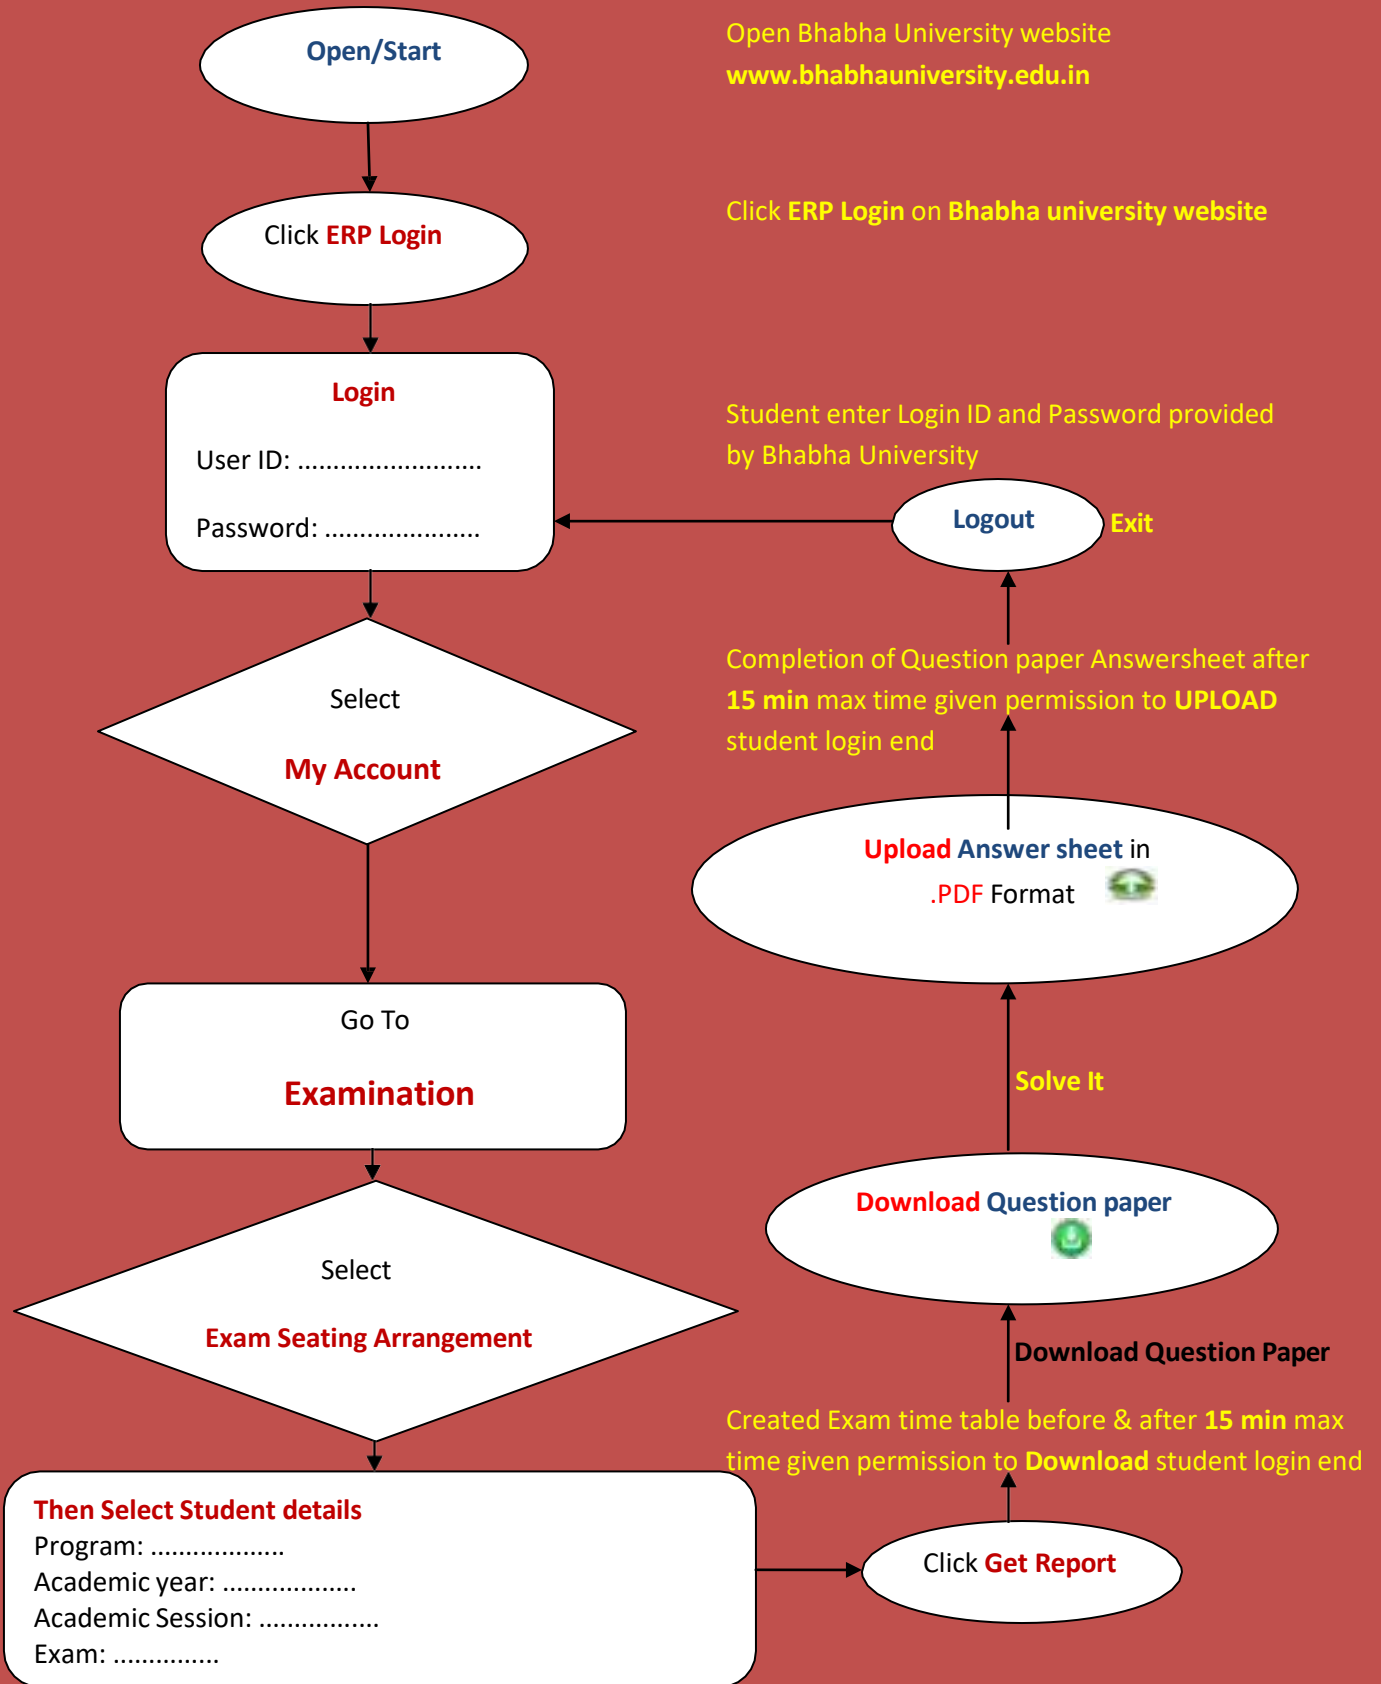 Open/Start
Open Bhabha University website
www.bhabhauniversity.edu.in
Click ERP Login
Click ERP Login on Bhabha university website
Login
User ID: ..........................
Password: ......................
Student enter Login ID and Password provided
by Bhabha University
Logout
Exit
Select
My Account
Completion of Question paper Answersheet after
15 min max time given permission to UPLOAD
student login end
Upload Answer sheet in
.PDF Format
Go To
Examination
Solve It
Download Question paper
Select
Exam Seating Arrangement
Download Question Paper
Created Exam time table before & after 15 min max
time given permission to Download student login end
Then Select Student details
Program: ...................
Academic year: ...................
Academic Session: .................
Exam: ...............
Click Get Report